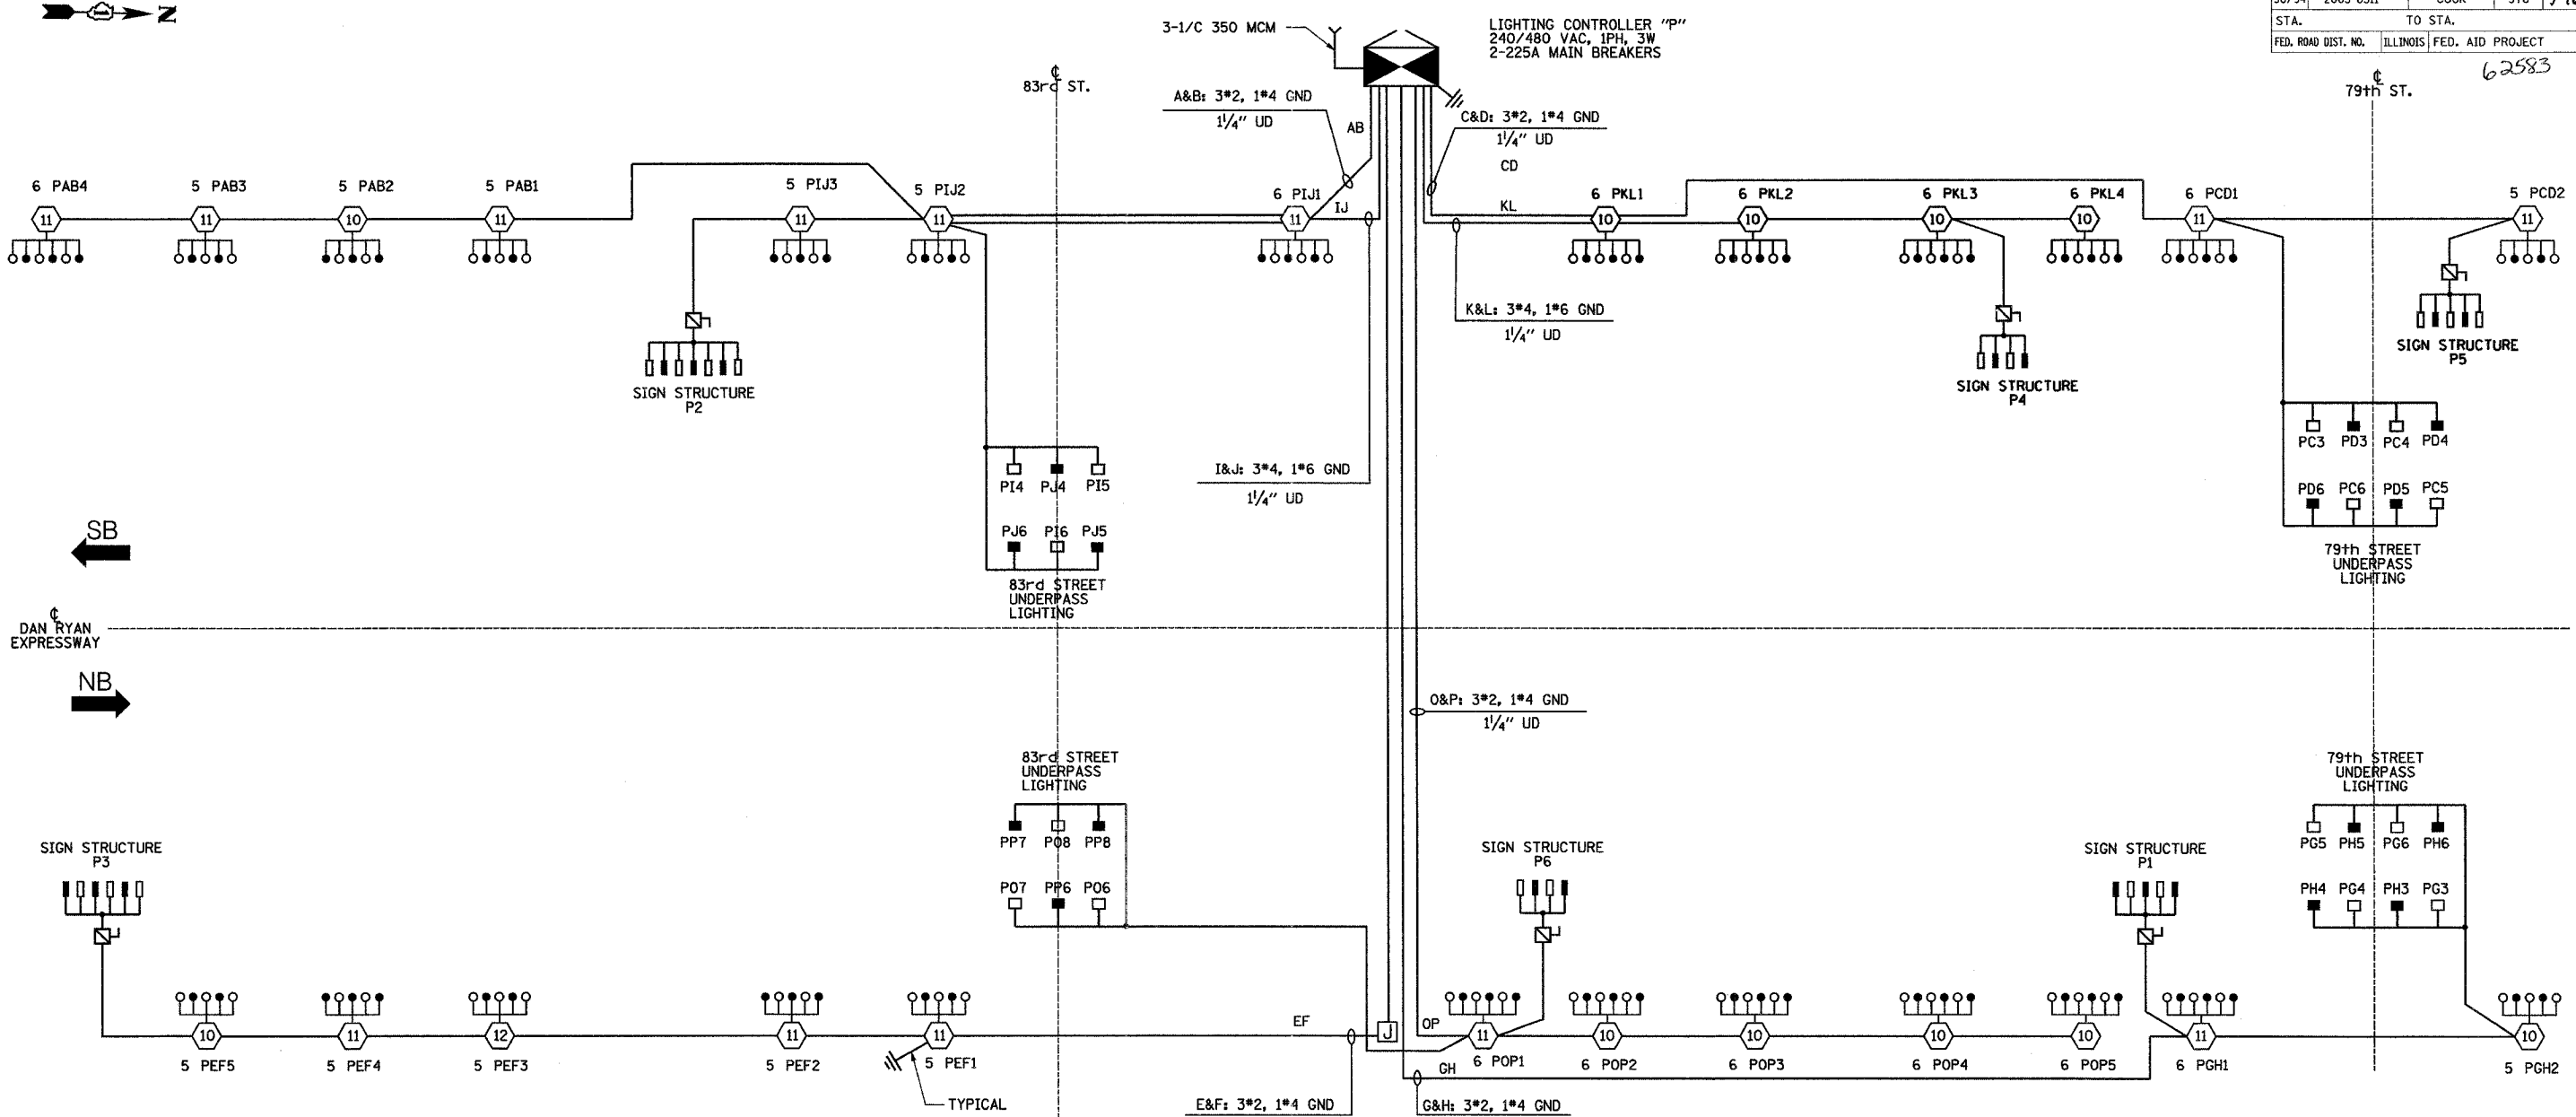 N
3-1/C 350 MCM
LIGHTING CONTROLLER "P"
240/480 VAC, 1PH, 3W
2-225A MAIN BREAKERS
COOK
STA. TO STA.
FED. ROAD DIST. NO. ILLINOIS FED. AID PROJECT
62583
℄
83rd ST.
℄
79th ST.
A&B: 3#2, 1#4 GND
1 1/4" UD
AB
C&D: 3#2, 1#4 GND
1 1/4" UD
CD
6 PAB4
5 PAB3
5 PAB2
5 PAB1
5 PIJ3
5 PIJ2
6 PIJ1
IJ
KL
6 PKL1
6 PKL2
6 PKL3
6 PKL4
6 PCD1
5 PCD2
11
11
10
11
11
11
11
10
10
10
10
11
11
K&L: 3#4, 1#6 GND
1 1/4" UD
SIGN STRUCTURE
P2
SIGN STRUCTURE
P4
SIGN STRUCTURE
P5
I&J: 3#4, 1#6 GND
1 1/4" UD
PI4 PJ4 PI5
PJ6 PI6 PJ5
83rd STREET
UNDERPASS
LIGHTING
PC3 PD3 PC4 PD4
PD6 PC6 PD5 PC5
79th STREET
UNDERPASS
LIGHTING
SB
℄
DAN RYAN
EXPRESSWAY
NB
O&P: 3#2, 1#4 GND
1 1/4" UD
83rd STREET
UNDERPASS
LIGHTING
PP7 PO8 PP8
PO7 PP6 PO6
79th STREET
UNDERPASS
LIGHTING
PG5 PH5 PG6 PH6
PH4 PG4 PH3 PG3
SIGN STRUCTURE
P3
SIGN STRUCTURE
P6
SIGN STRUCTURE
P1
EF
J
OP
GH
10
11
12
11
11
11
10
10
10
10
11
10
5 PEF5
5 PEF4
5 PEF3
5 PEF2
5 PEF1
6 POP1
6 POP2
6 POP3
6 POP4
6 POP5
6 PGH1
5 PGH2
TYPICAL
E&F: 3#2, 1#4 GND
G&H: 3#2, 1#4 GND